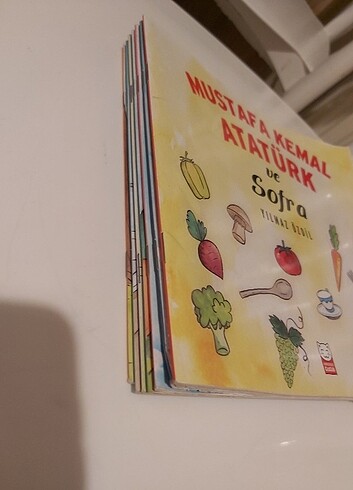 MUSTAFA KEMAL
ATATÜRK
ve
Sofra
YILMAZ ÖZDİL